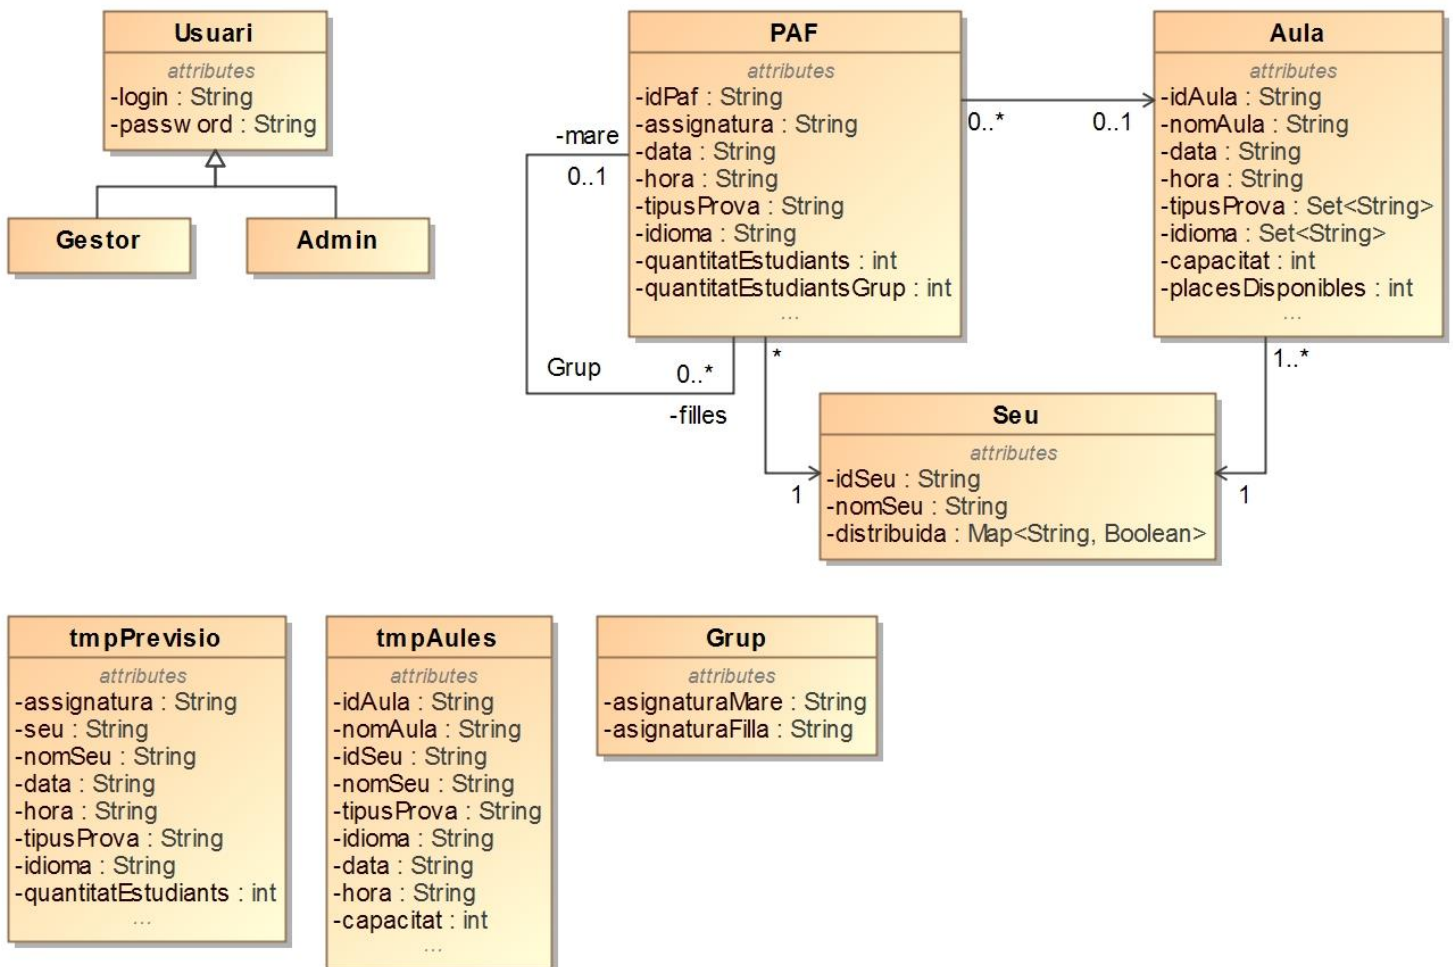 Usuari
attributes
-login : String
-password : String
Gestor
Admin
PAF
attributes
-idPaf : String
-assignatura : String
-data : String
-hora : String
-tipusProva : String
-idioma : String
-quantitatEstudiants : int
-quantitatEstudiantsGrup : int
...
Aula
attributes
-idAula : String
-nomAula : String
-data : String
-hora : String
-tipusProva : Set<String>
-idioma : Set<String>
-capacitat : int
-placesDisponibles : int
...
0..*
0..1
-mare
0..1
Grup
0..*
-filles
*
1
1..*
1
Seu
attributes
-idSeu : String
-nomSeu : String
-distribuida : Map<String, Boolean>
tmpPrevisio
attributes
-assignatura : String
-seu : String
-nomSeu : String
-data : String
-hora : String
-tipusProva : String
-idioma : String
-quantitatEstudiants : int
...
tmpAules
attributes
-idAula : String
-nomAula : String
-idSeu : String
-nomSeu : String
-tipusProva : String
-idioma : String
-data : String
-hora : String
-capacitat : int
...
Grup
attributes
-asignaturaMare : String
-asignaturaFilla : String